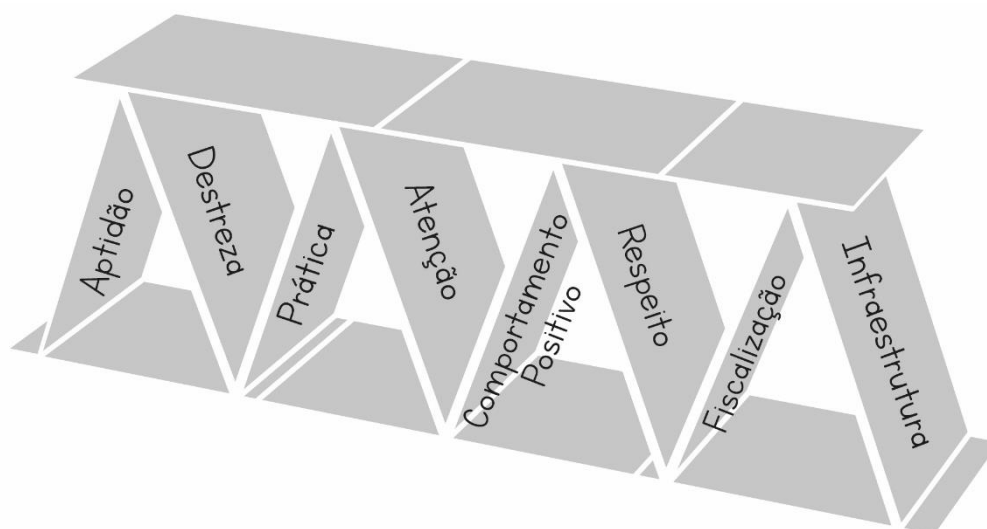 Aptidão
Destreza
Prática
Atenção
Comportamento
Positivo
Respeito
Fiscalização
Infraestrutura